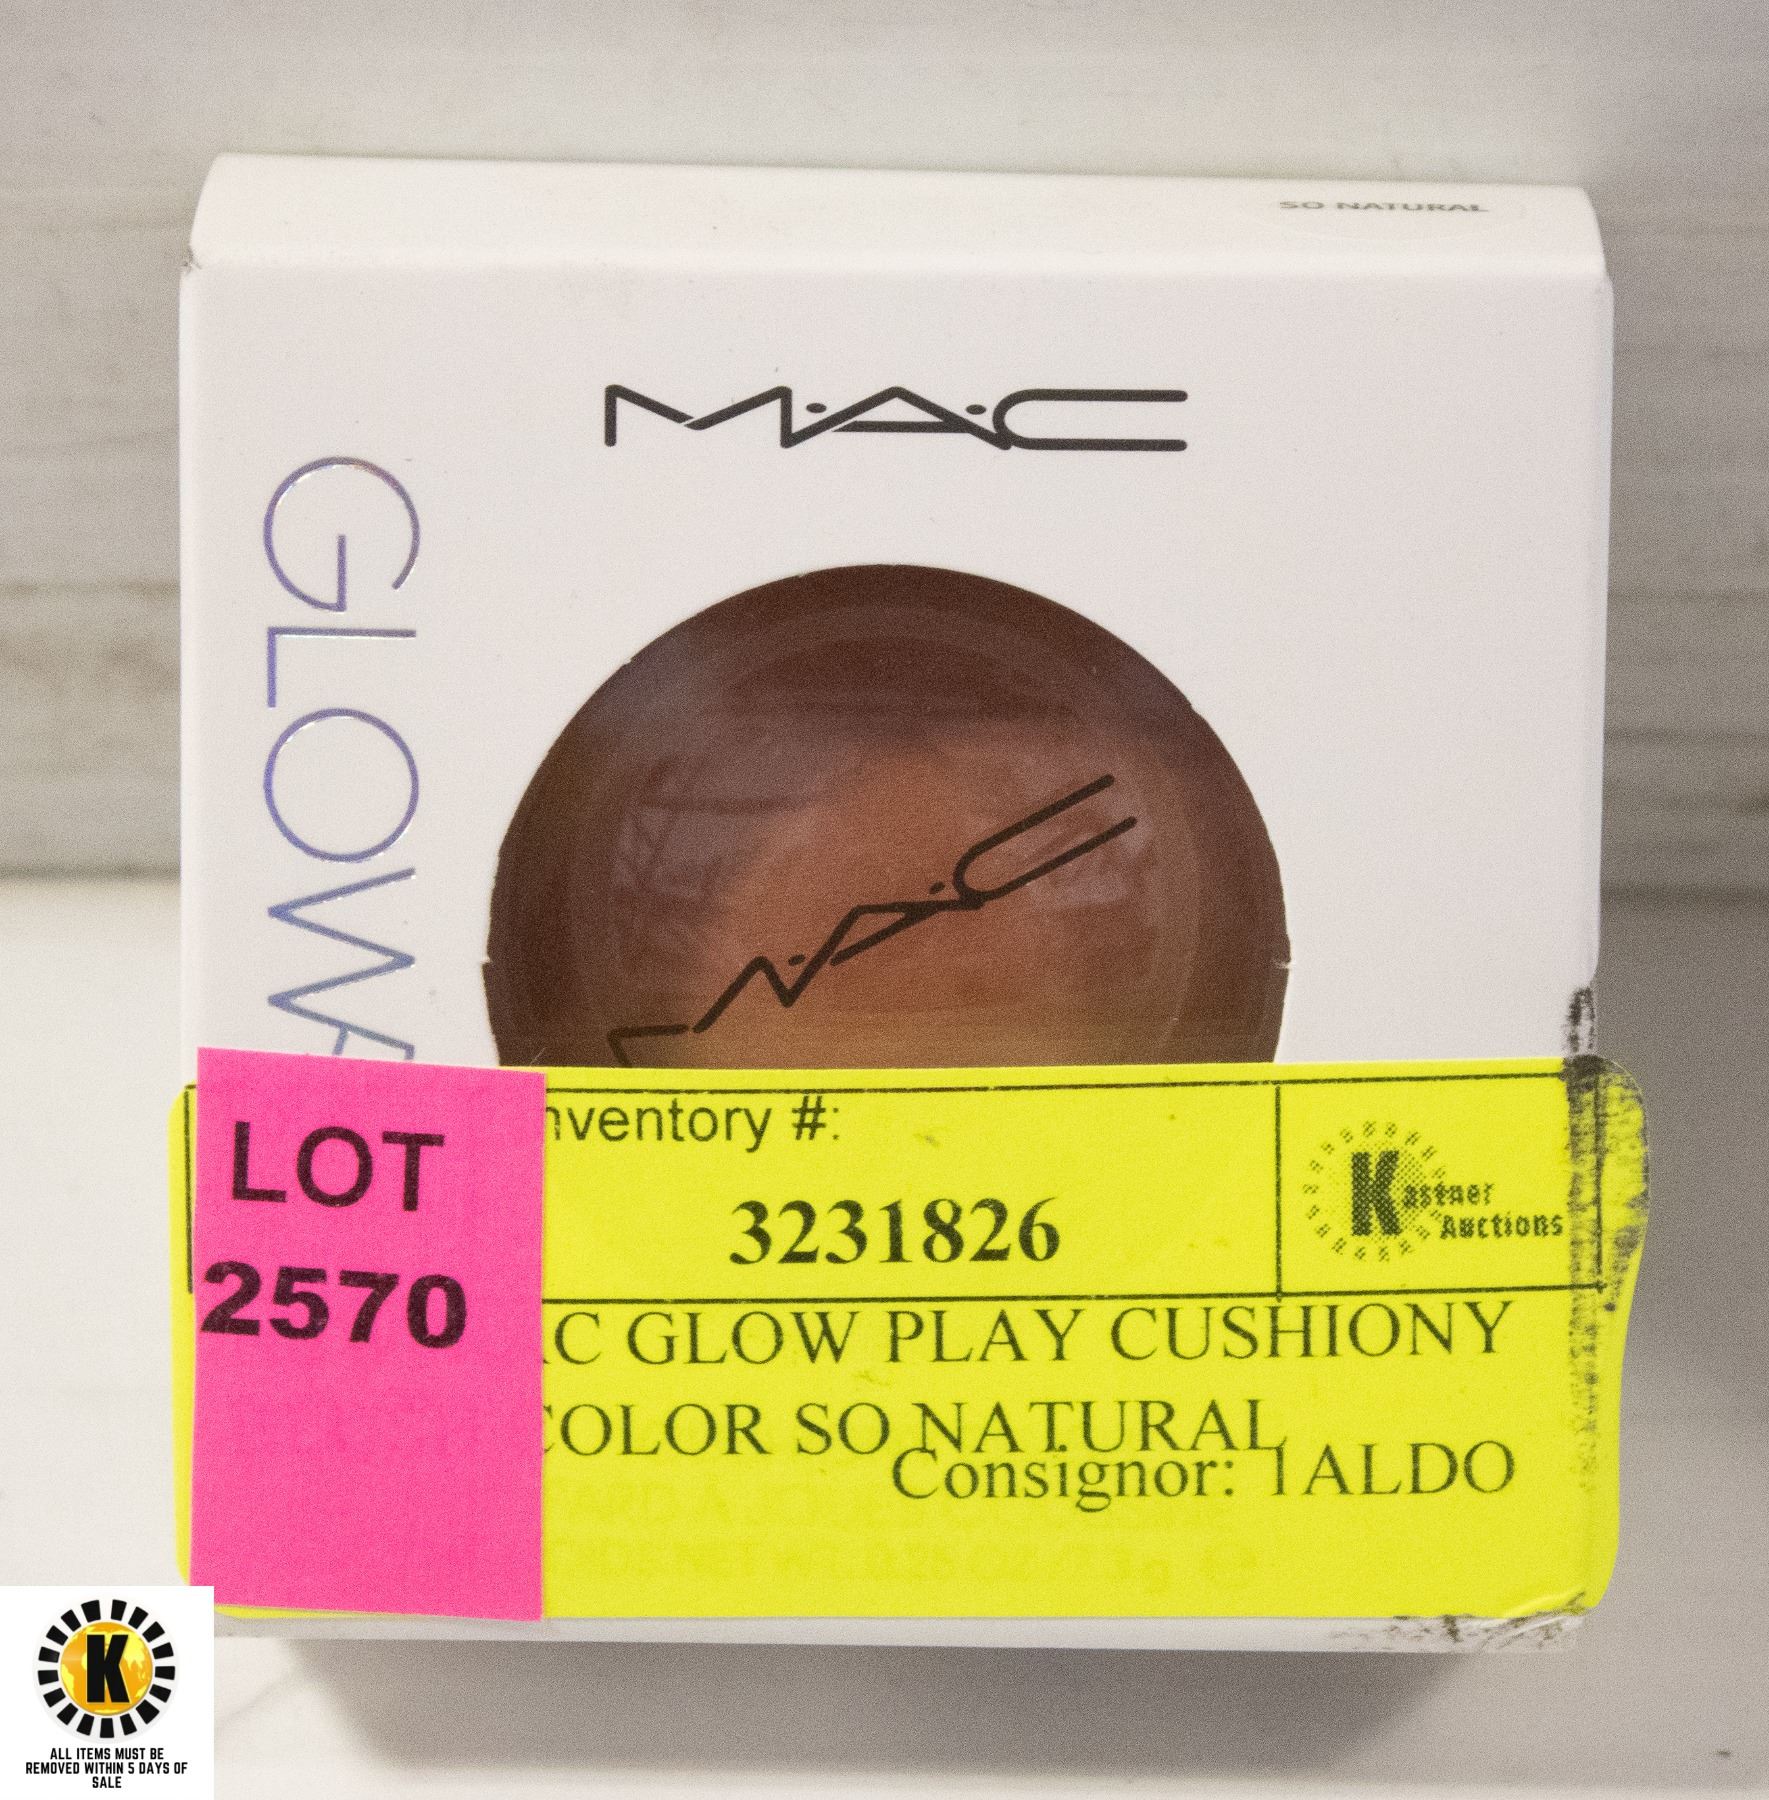 SO NATURAL
M·A·C
GLOW
M·A·C
LOT
2570
nventory #:
3231826
Kastner
Auctions
C GLOW PLAY CUSHIONY
COLOR SO NATURAL
Consignor: 1ALDO
K
ALL ITEMS MUST BE
REMOVED WITHIN 5 DAYS OF
SALE